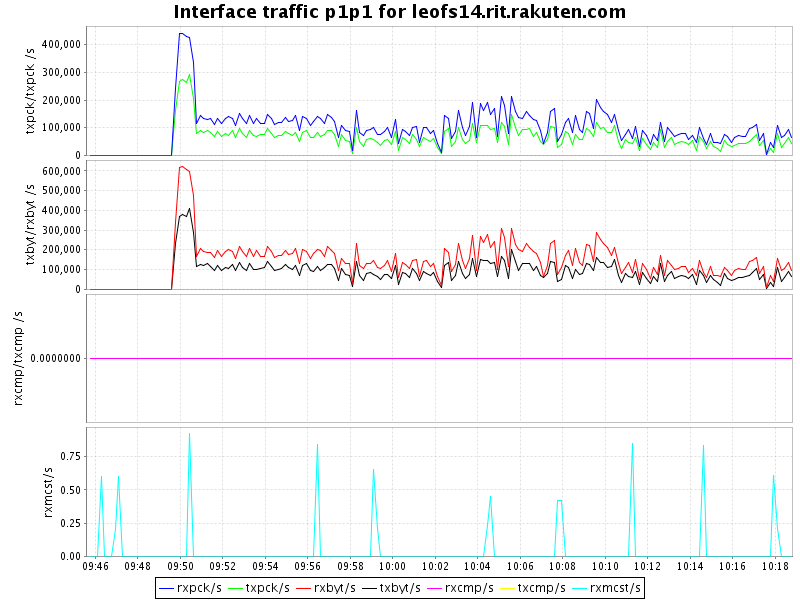 Interface traffic p1p1 for leofs14.rit.rakuten.com
txpck/txpck /s
400,000
300,000
200,000
100,000
0
txbyt/rxbyt /s
600,000
500,000
400,000
300,000
200,000
100,000
0
rxcmp/txcmp /s
0.0000000
rxmcst/s
0.75
0.50
0.25
0.00
09:46 09:48 09:50 09:52 09:54 09:56 09:58 10:00 10:02 10:04 10:06 10:08 10:10 10:12 10:14 10:16 10:18
rxpck/s txpck/s rxbyt/s txbyt/s rxcmp/s txcmp/s rxmcst/s